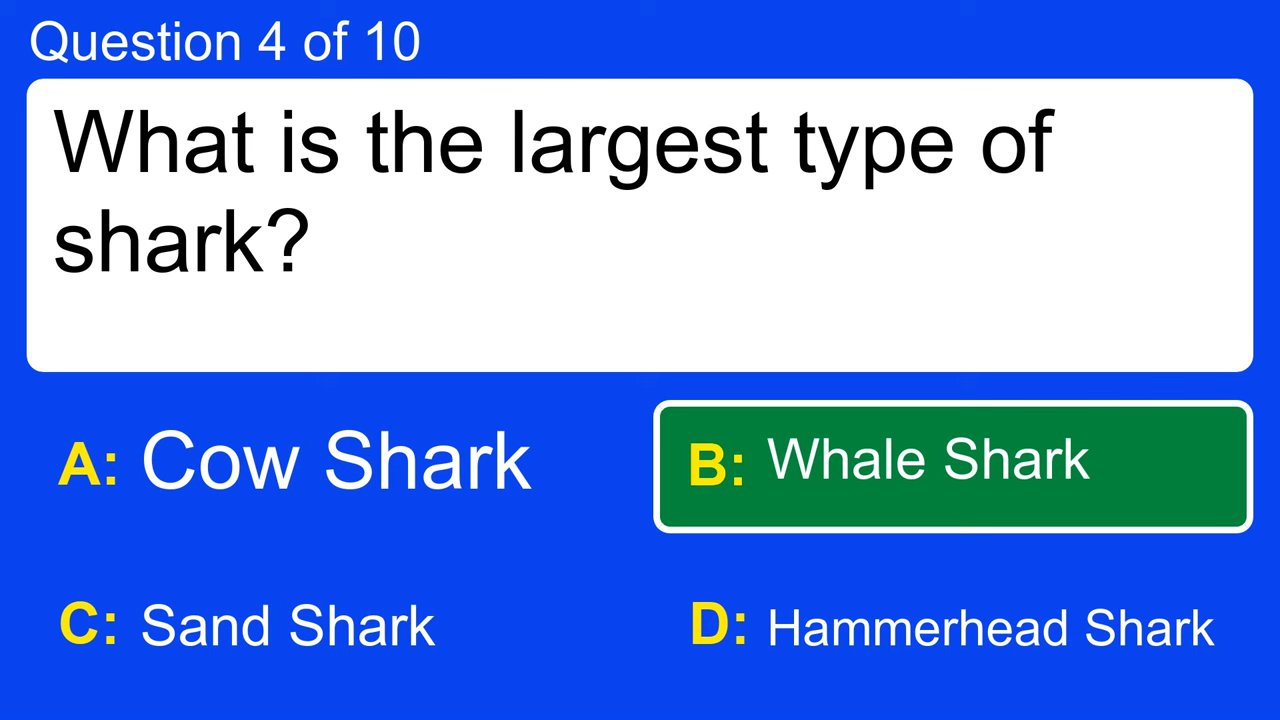 Question 4 of 10
What is the largest type of
shark?
A: Cow Shark
B: Whale Shark
C: Sand Shark
D: Hammerhead Shark